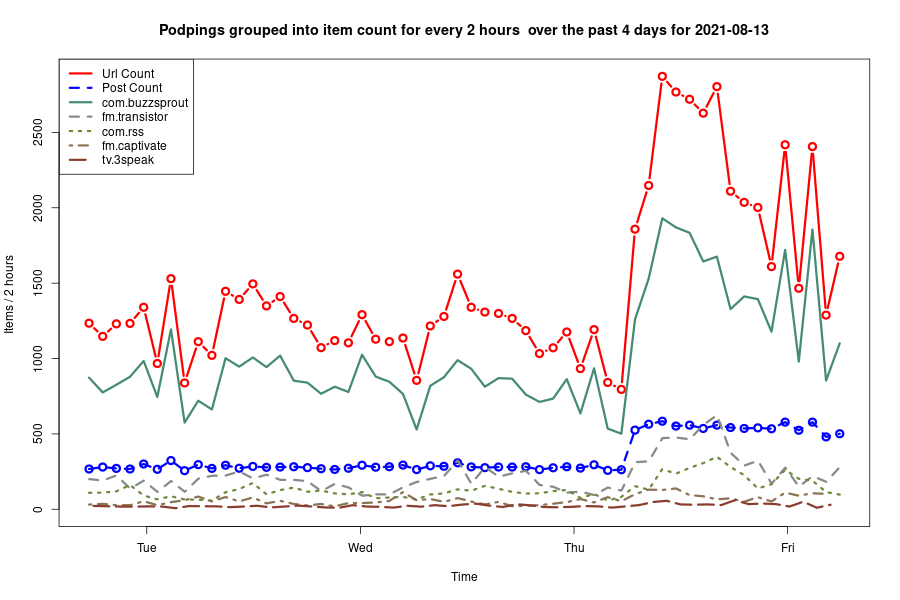 Podpings grouped into item count for every 2 hours  over the past 4 days for 2021-08-13
Url Count
Post Count
com.buzzsprout
fm.transistor
com.rss
fm.captivate
tv.3speak
Items / 2 hours
2500
2000
1500
1000
500
0
Tue
Wed
Thu
Fri
Time